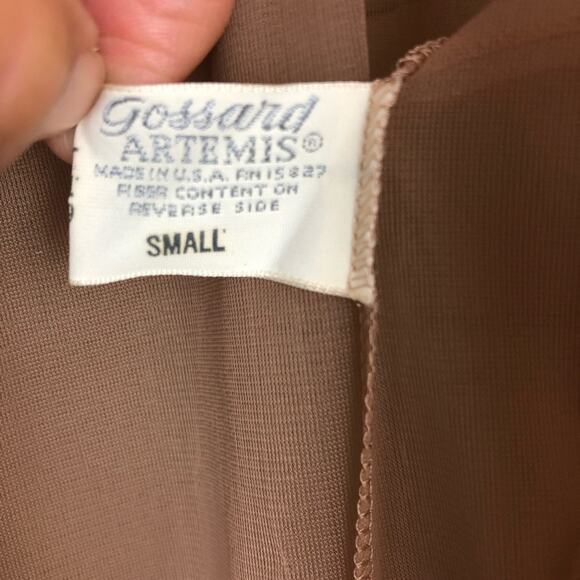 Gossard
ARTEMIS®
MADE IN U.S.A. RN 15827
FIBER CONTENT ON
REVERSE SIDE
SMALL